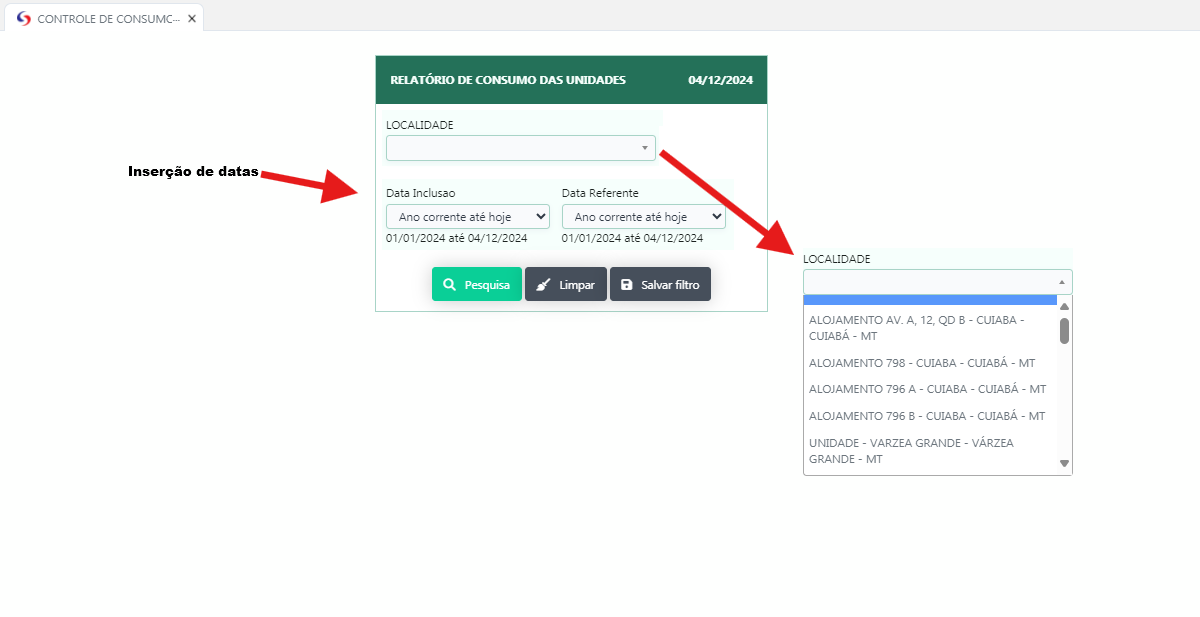 CONTROLE DE CONSUMC...
RELATÓRIO DE CONSUMO DAS UNIDADES 04/12/2024
LOCALIDADE
Inserção de datas
Data Inclusao Data Referente
Ano corrente até hoje Ano corrente até hoje
01/01/2024 até 04/12/2024 01/01/2024 até 04/12/2024
Pesquisa Limpar Salvar filtro
LOCALIDADE
ALOJAMENTO AV. A, 12, QD B - CUIABA -
CUIABÁ - MT
ALOJAMENTO 798 - CUIABA - CUIABÁ - MT
ALOJAMENTO 796 A - CUIABA - CUIABÁ - MT
ALOJAMENTO 796 B - CUIABA - CUIABÁ - MT
UNIDADE - VARZEA GRANDE - VÁRZEA
GRANDE - MT